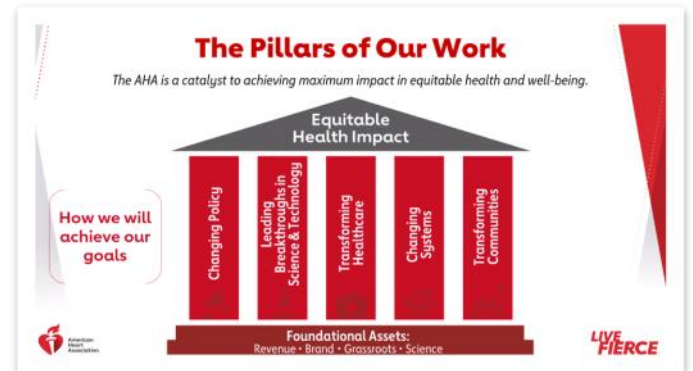 The Pillars of Our Work
The AHA is a catalyst to achieving maximum impact in equitable health and well-being.
Equitable
Health Impact
How we will
achieve our
goals
Changing Policy
Leading
Breakthroughs in
Science & Technology
Transforming
Healthcare
Changing
Systems
Transforming
Communities
Foundational Assets:
Revenue • Brand • Grassroots • Science
American
Heart
Association.
LIVE
FIERCE